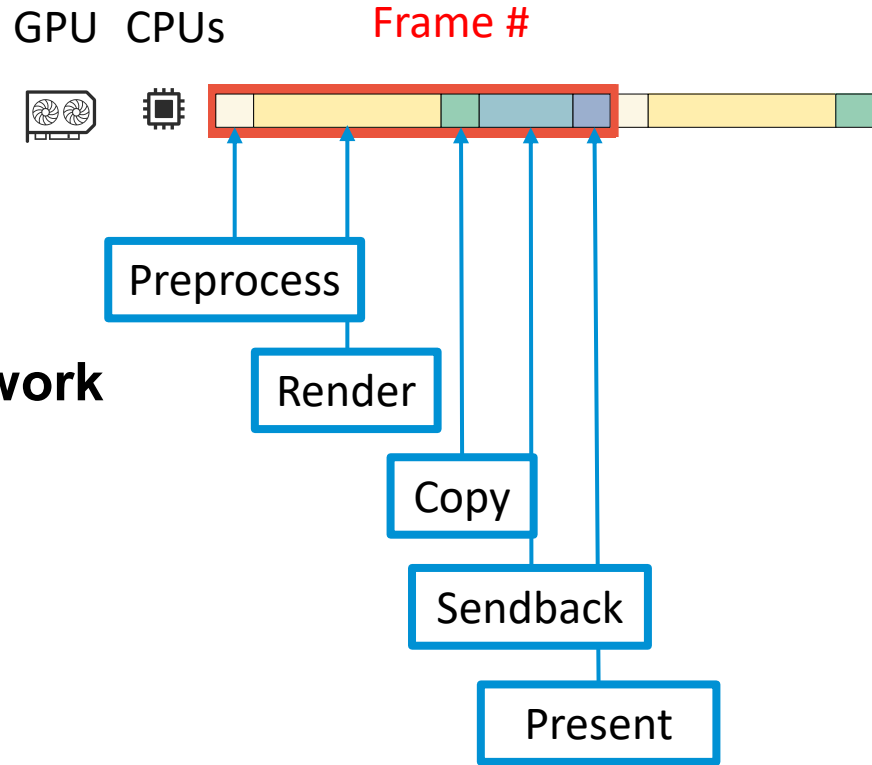 GPU CPUs Frame #
Preprocess
work
Render
Copy
Sendback
Present